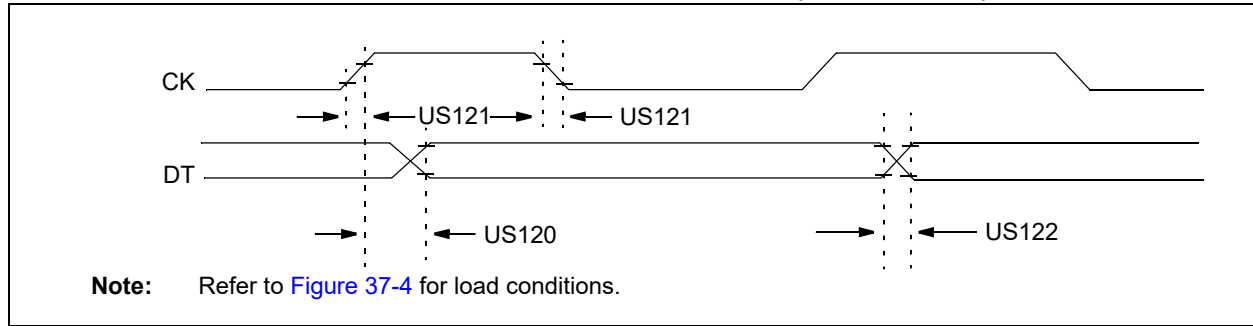 CK
US121
US121
DT
US120
US122
Note: Refer to Figure 37-4 for load conditions.